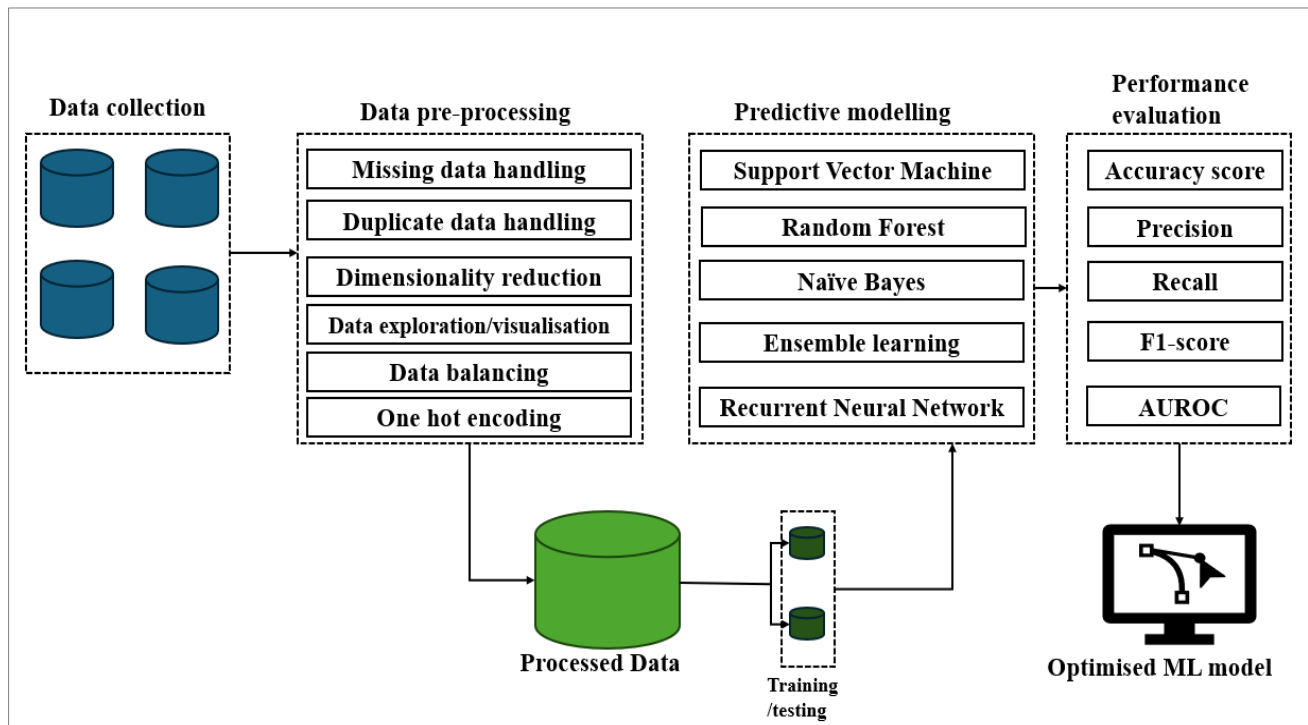 Data collection
Data pre-processing
Missing data handling
Duplicate data handling
Dimensionality reduction
Data exploration/visualisation
Data balancing
One hot encoding
Processed Data
Training
/testing
Predictive modelling
Support Vector Machine
Random Forest
Naïve Bayes
Ensemble learning
Recurrent Neural Network
Performance
evaluation
Accuracy score
Precision
Recall
F1-score
AUROC
Optimised ML model